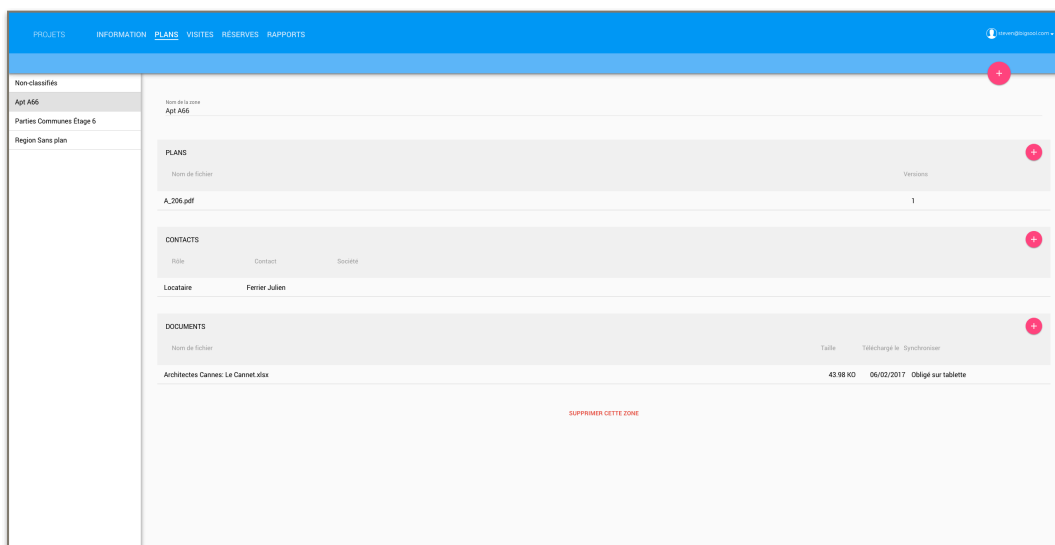 PROJETS INFORMATION PLANS VISITES RÉSERVES RAPPORTS steven@bigsool.com
Non-classifiés
Apt A66
Parties Communes Étage 6
Region Sans plan
Nom de la zone
Apt A66
PLANS
Nom de fichier Versions
A_206.pdf 1
CONTACTS
Rôle Contact Société
Locataire Ferrier Julien
DOCUMENTS
Nom de fichier Taille Téléchargé le Synchroniser
Architectes Cannes: Le Cannet.xlsx 43.98 KO 06/02/2017 Obligé sur tablette
SUPPRIMER CETTE ZONE